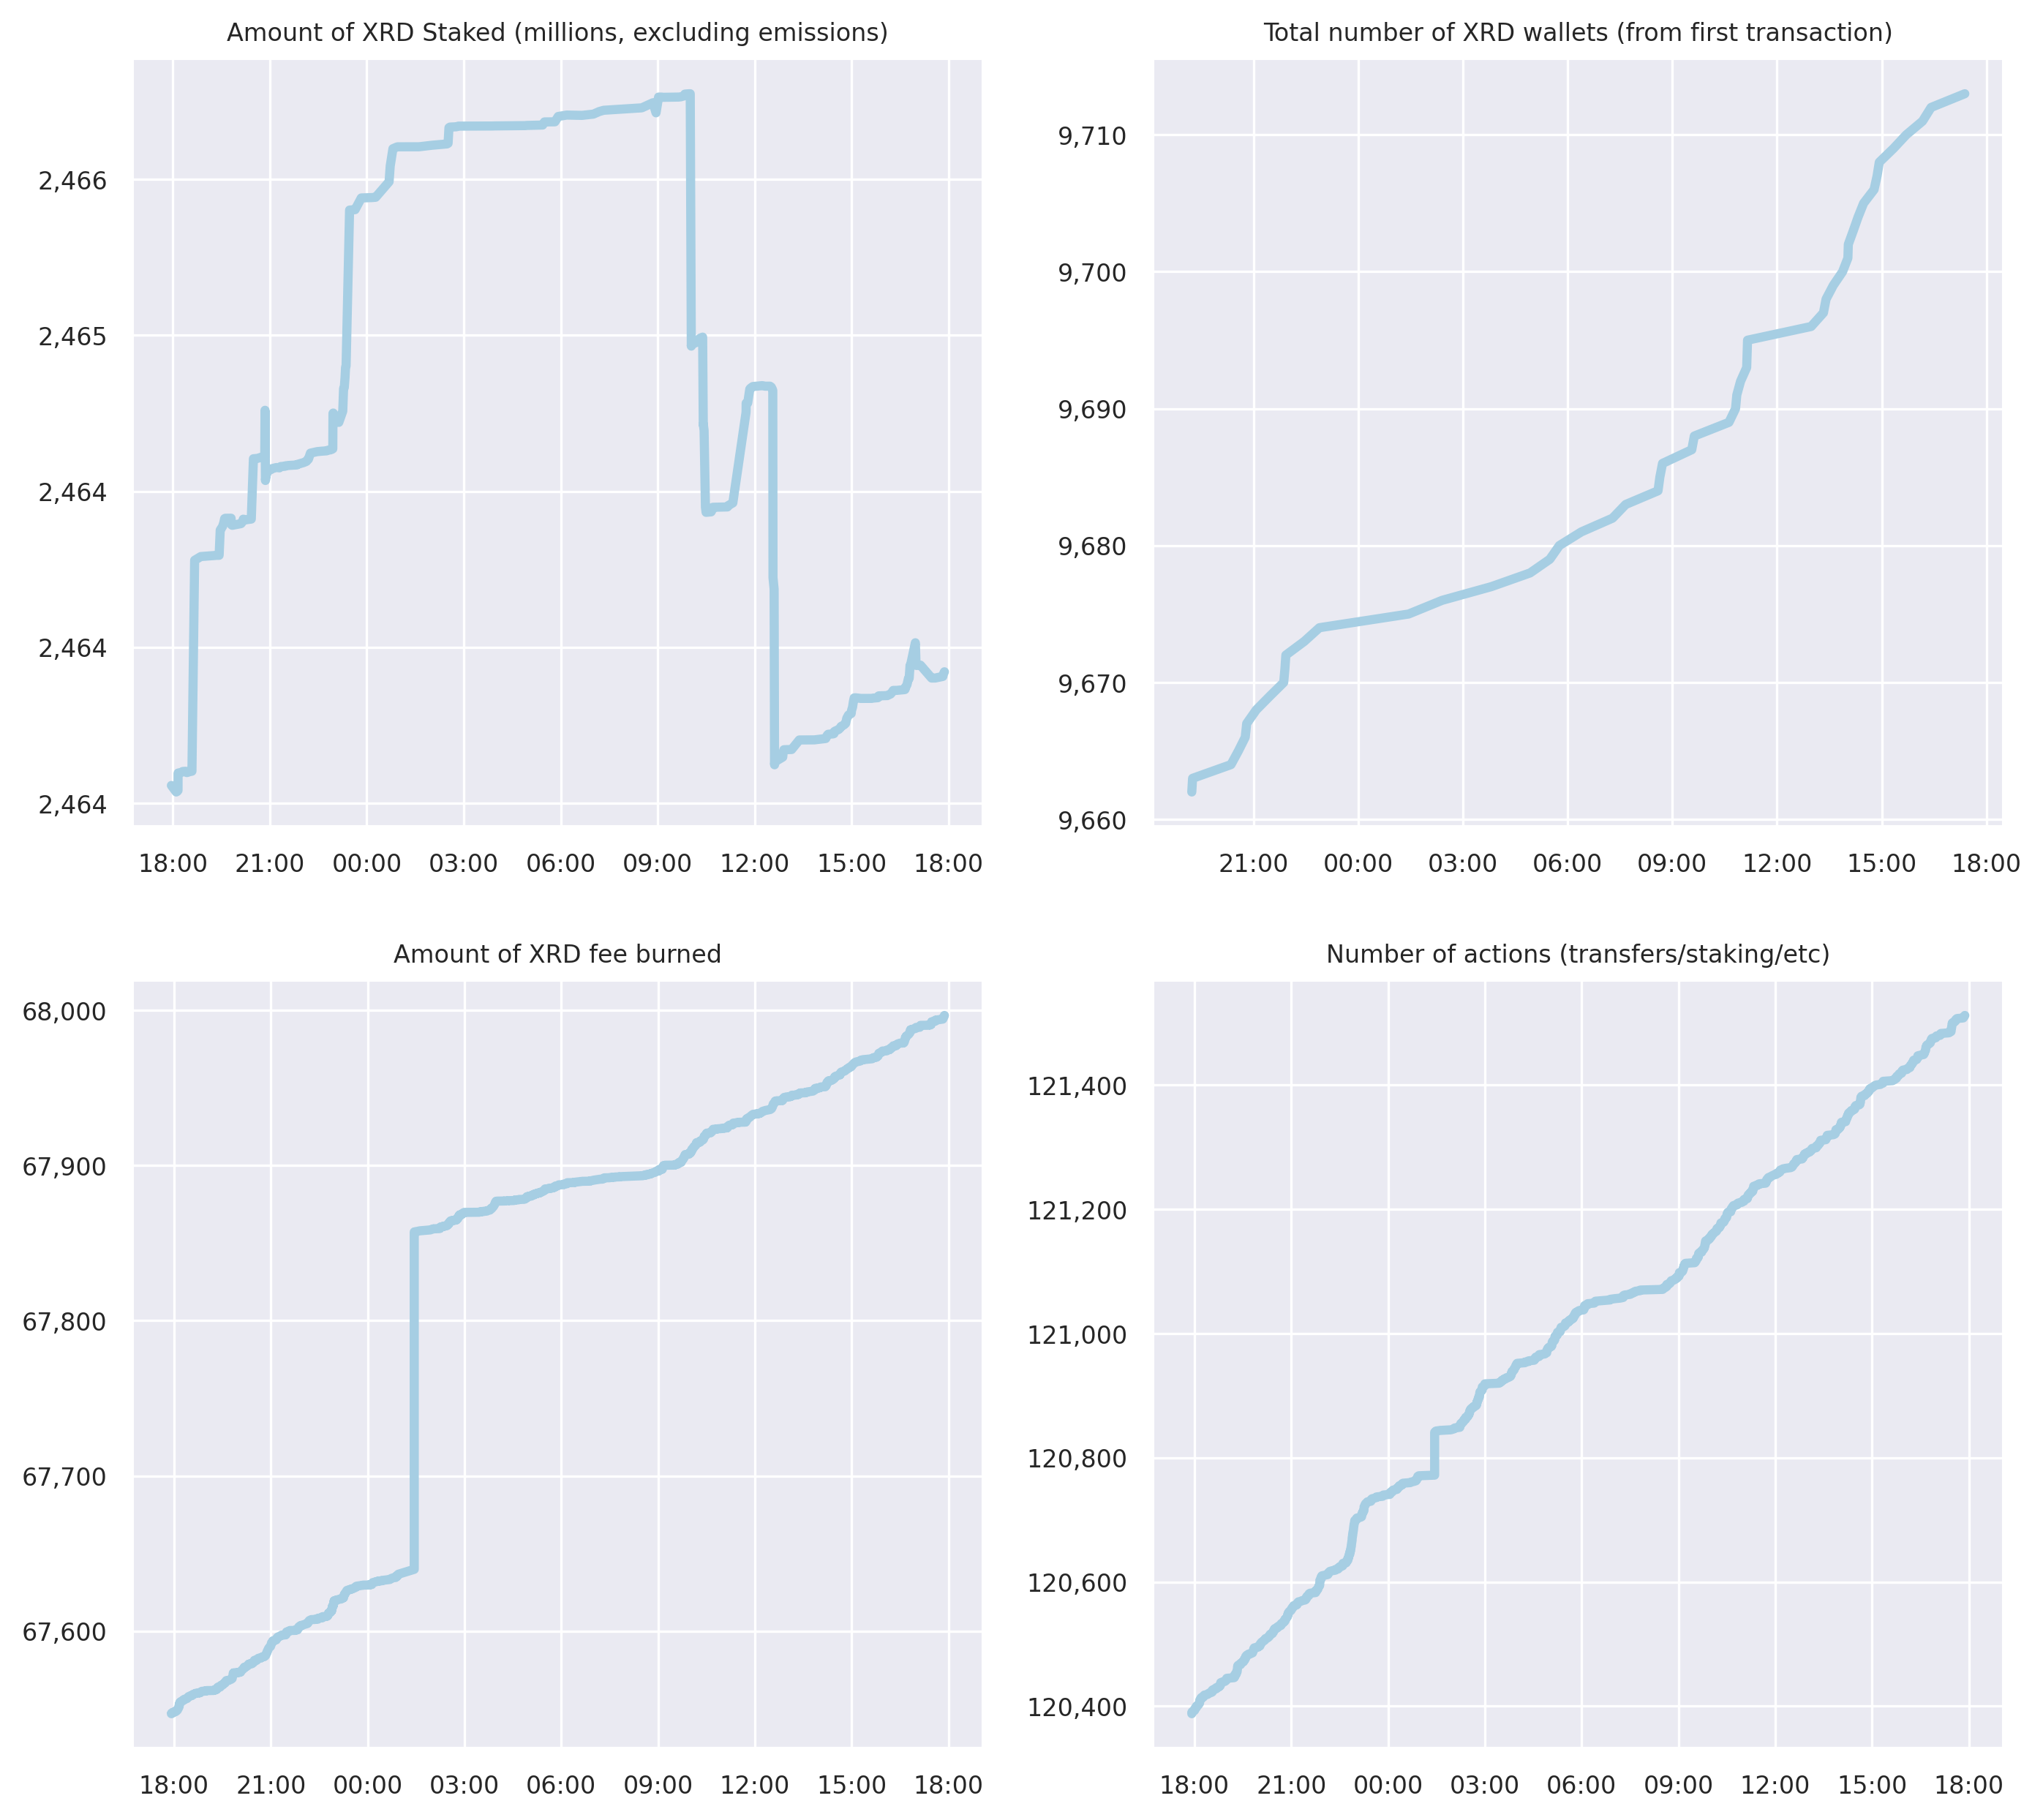 Amount of XRD Staked (millions, excluding emissions)
2,466
2,465
2,464
2,464
2,464
18:00 21:00 00:00 03:00 06:00 09:00 12:00 15:00 18:00
Total number of XRD wallets (from first transaction)
9,710
9,700
9,690
9,680
9,670
9,660
21:00 00:00 03:00 06:00 09:00 12:00 15:00 18:00
Amount of XRD fee burned
68,000
67,900
67,800
67,700
67,600
18:00 21:00 00:00 03:00 06:00 09:00 12:00 15:00 18:00
Number of actions (transfers/staking/etc)
121,400
121,200
121,000
120,800
120,600
120,400
18:00 21:00 00:00 03:00 06:00 09:00 12:00 15:00 18:00